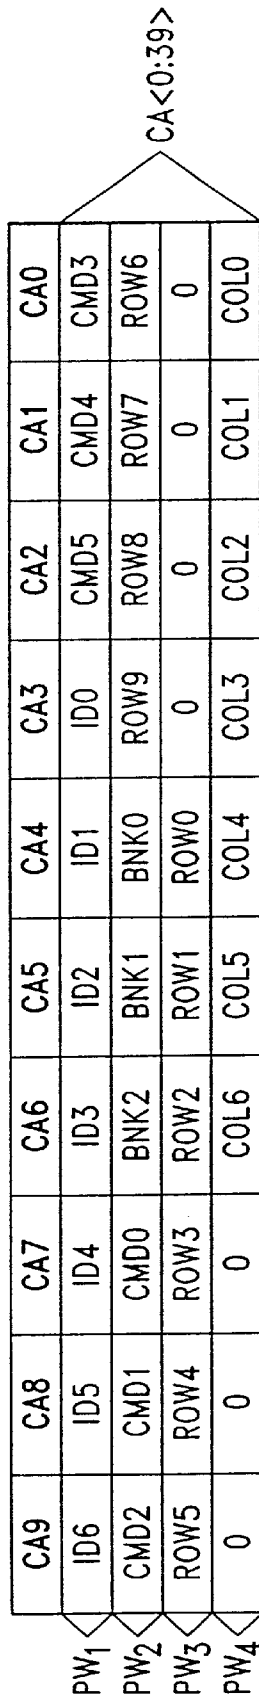 CA9 CA8 CA7 CA6 CA5 CA4 CA3 CA2 CA1 CA0
PW1 ID6 ID5 ID4 ID3 ID2 ID1 ID0 CMD5 CMD4 CMD3
PW2 CMD2 CMD1 CMD0 BNK2 BNK1 BNK0 ROW9 ROW8 ROW7 ROW6
PW3 ROW5 ROW4 ROW3 ROW2 ROW1 ROW0 0 0 0 0
PW4 0 0 0 COL6 COL5 COL4 COL3 COL2 COL1 COL0
CA<0:39>